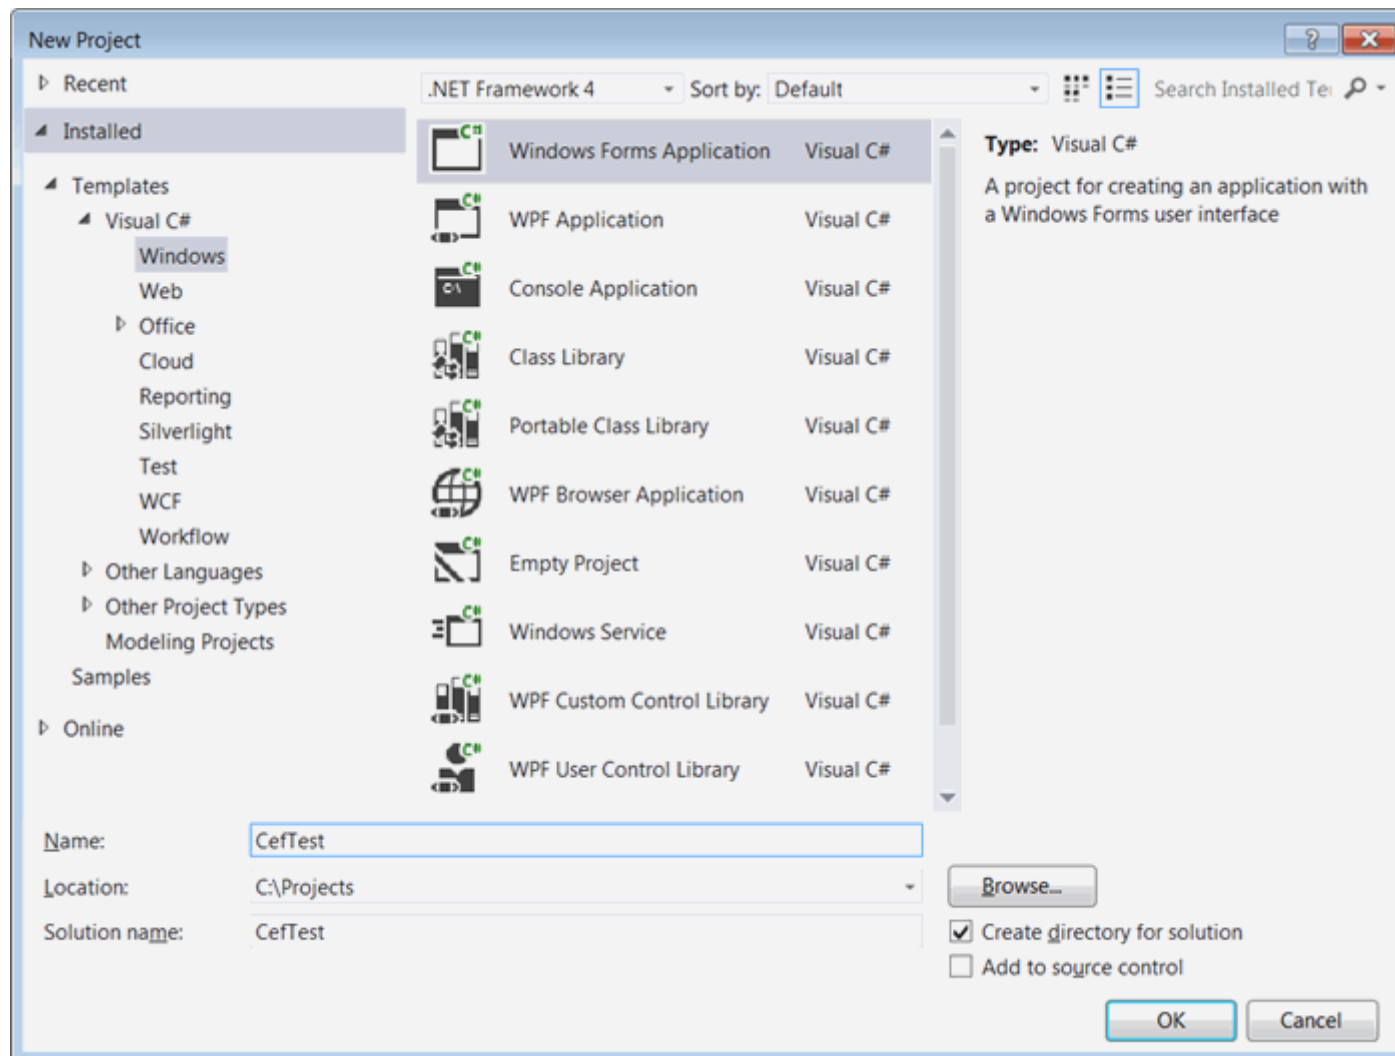 New Project
Recent
.NET Framework 4 Sort by: Default
Installed
Templates
Visual C#
Windows
Web
Office
Cloud
Reporting
Silverlight
Test
WCF
Workflow
Other Languages
Other Project Types
Modeling Projects
Samples
Online
Windows Forms Application Visual C#
WPF Application Visual C#
Console Application Visual C#
Class Library Visual C#
Portable Class Library Visual C#
WPF Browser Application Visual C#
Empty Project Visual C#
Windows Service Visual C#
WPF Custom Control Library Visual C#
WPF User Control Library Visual C#
Search Installed Te
Type: Visual C#
A project for creating an application with
a Windows Forms user interface
Name: CefTest
Location: C:\Projects
Browse...
Solution name: CefTest
Create directory for solution
Add to source control
OK Cancel